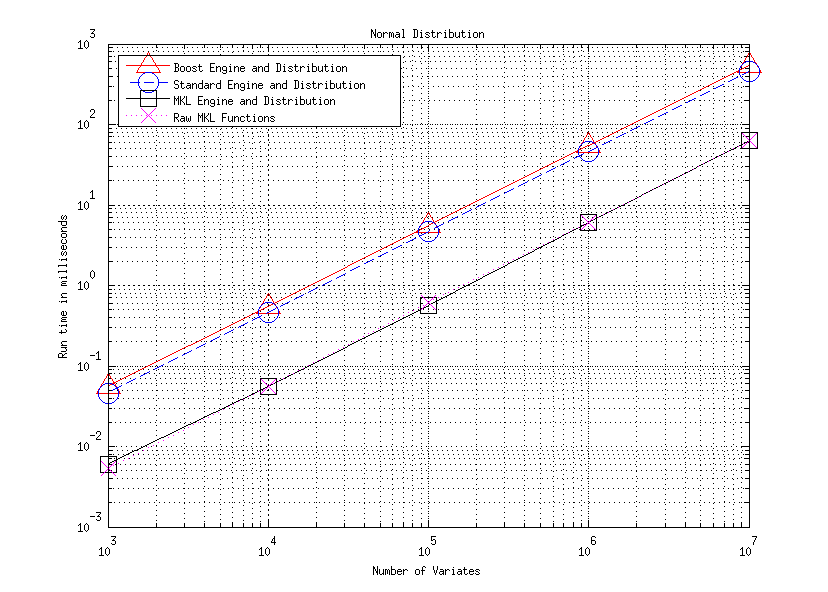 Normal Distribution
Boost Engine and Distribution
Standard Engine and Distribution
MKL Engine and Distribution
Raw MKL Functions
Run time in milliseconds
10^3
10^2
10^1
10^0
10^-1
10^-2
10^-3
10^3 10^4 10^5 10^6 10^7
Number of Variates